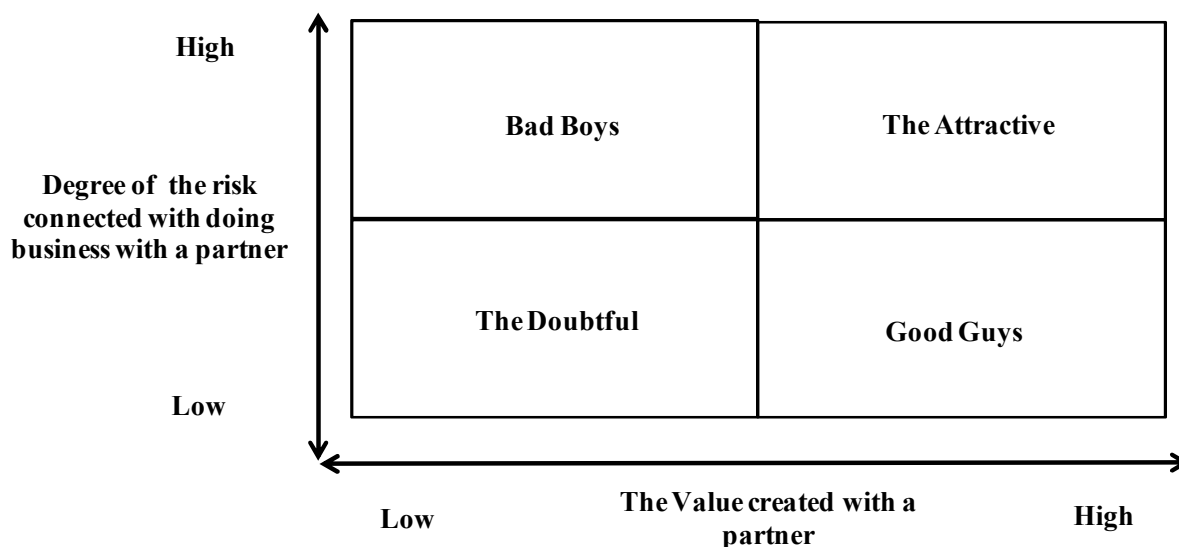 High
Bad Boys
The Attractive
Degree of the risk
connected with doing
business with a partner
The Doubtful
Good Guys
Low
Low
The Value created with a
partner
High